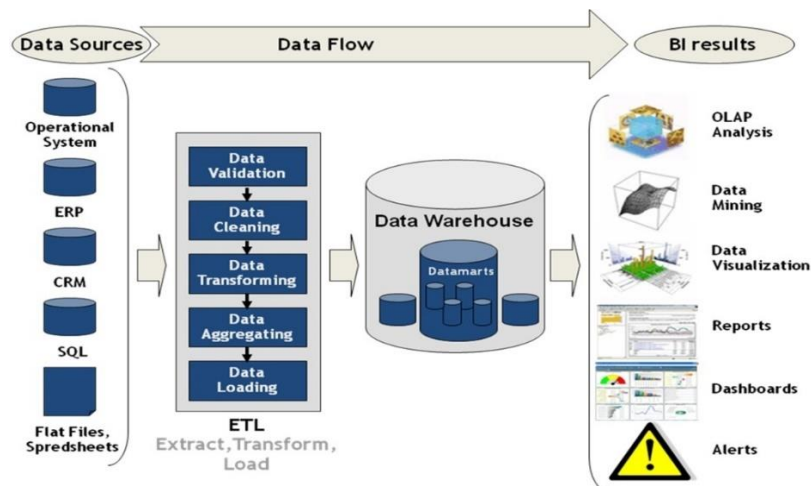 Data Sources
Data Flow
BI results
Operational
System
ERP
CRM
SQL
Flat Files,
Spredsheets
Data
Validation
Data
Cleaning
Data
Transforming
Data
Aggregating
Data
Loading
ETL
Extract,Transform,
Load
Data Warehouse
Datamarts
OLAP
Analysis
Data
Mining
Data
Visualization
Reports
Dashboards
Alerts